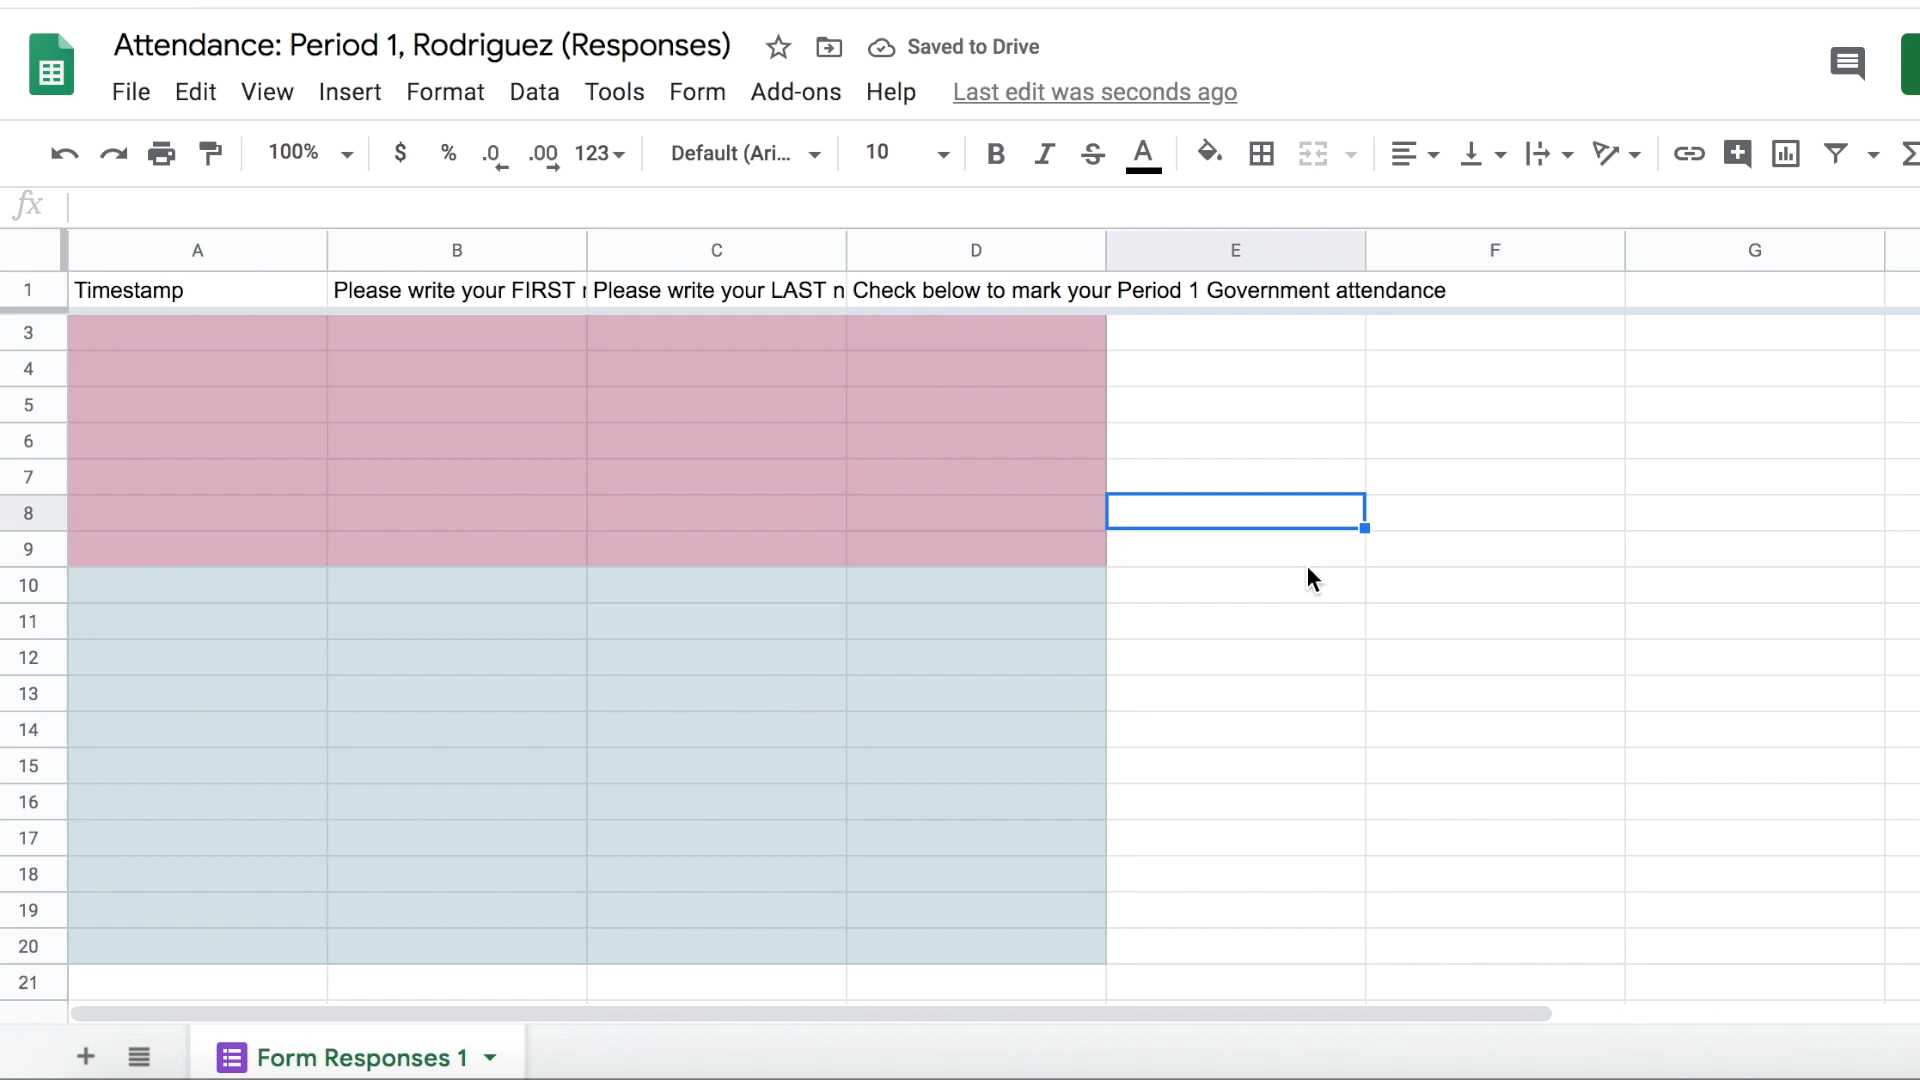 Attendance: Period 1, Rodriguez (Responses) Saved to Drive
File Edit View Insert Format Data Tools Form Add-ons Help Last edit was seconds ago
100% $ % .0 .00 123 Default (Ari... 10 B I S A Σ
fx
A B C D E F G
1 Timestamp Please write your FIRST Please write your LAST n Check below to mark your Period 1 Government attendance
3
4
5
6
7
8
9
10
11
12
13
14
15
16
17
18
19
20
21
+ Form Responses 1